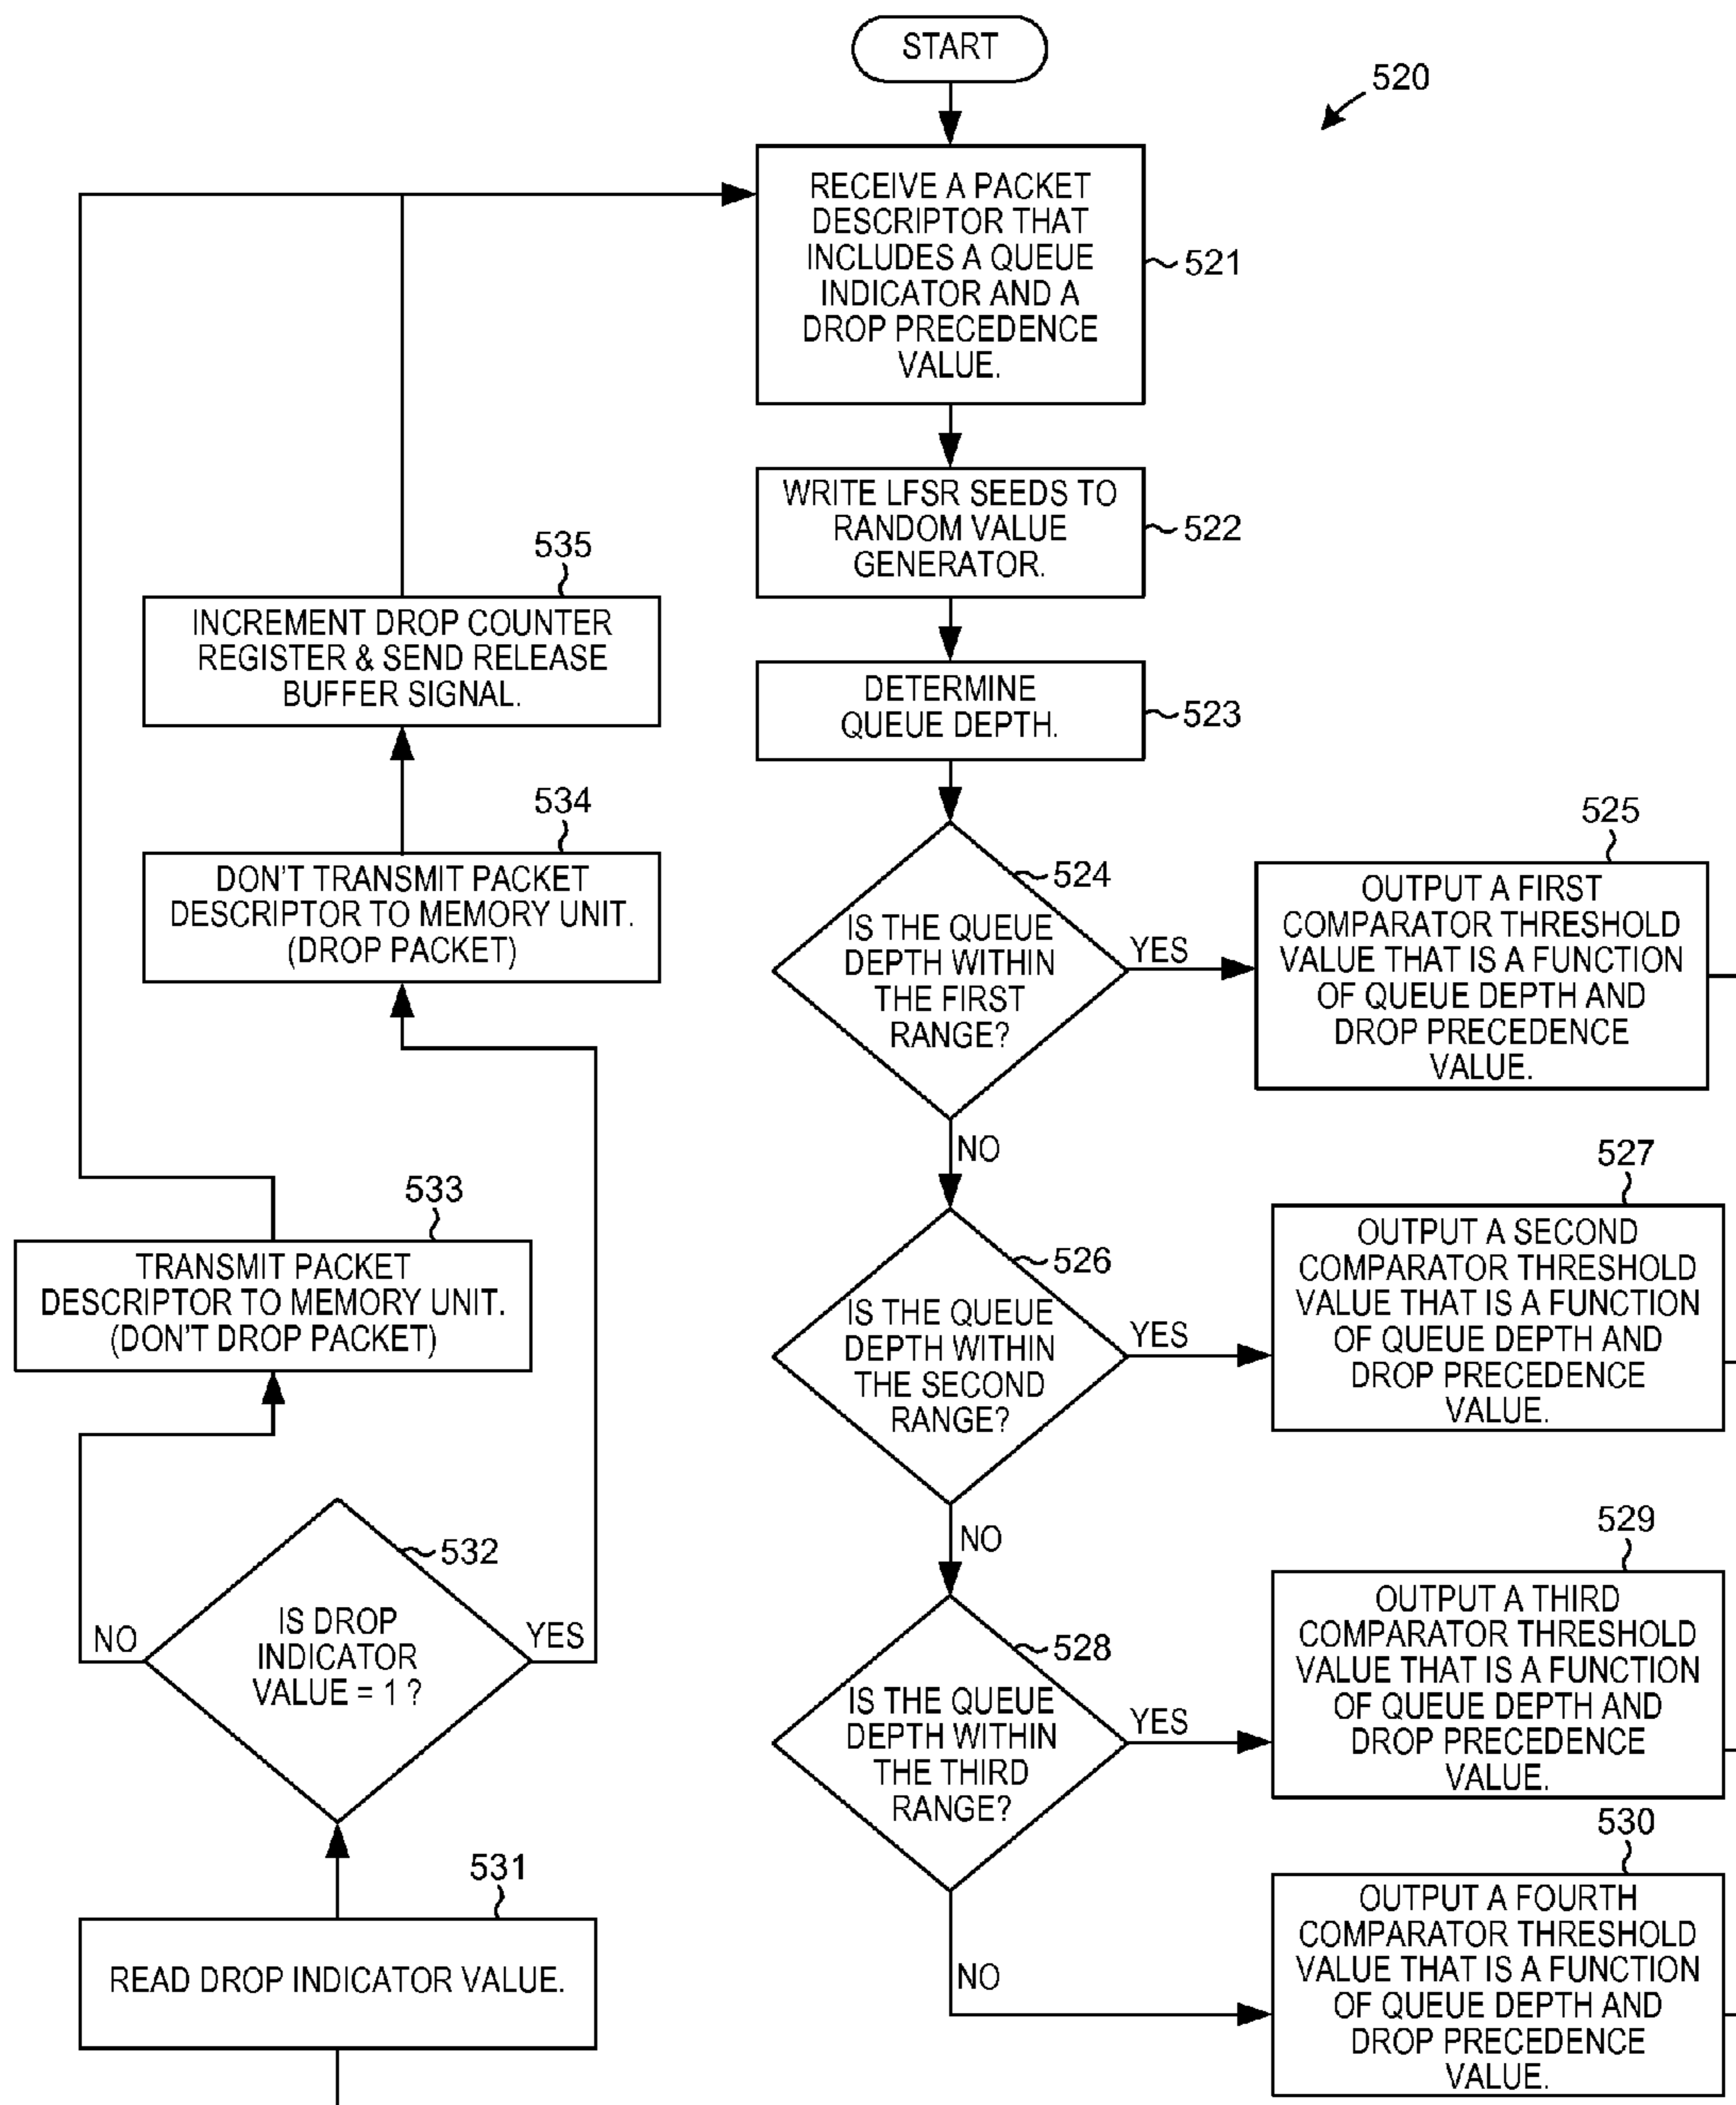 START
520
RECEIVE A PACKET
DESCRIPTOR THAT
INCLUDES A QUEUE
INDICATOR AND A
DROP PRECEDENCE
VALUE.
521
WRITE LFSR SEEDS TO
RANDOM VALUE
GENERATOR.
522
DETERMINE
QUEUE DEPTH.
523
524
IS THE QUEUE
DEPTH WITHIN
THE FIRST
RANGE?
YES
NO
525
OUTPUT A FIRST
COMPARATOR THRESHOLD
VALUE THAT IS A FUNCTION
OF QUEUE DEPTH AND
DROP PRECEDENCE
VALUE.
526
IS THE QUEUE
DEPTH WITHIN
THE SECOND
RANGE?
YES
NO
527
OUTPUT A SECOND
COMPARATOR THRESHOLD
VALUE THAT IS A FUNCTION
OF QUEUE DEPTH AND
DROP PRECEDENCE
VALUE.
528
IS THE QUEUE
DEPTH WITHIN
THE THIRD
RANGE?
YES
NO
529
OUTPUT A THIRD
COMPARATOR THRESHOLD
VALUE THAT IS A FUNCTION
OF QUEUE DEPTH AND
DROP PRECEDENCE
VALUE.
530
OUTPUT A FOURTH
COMPARATOR THRESHOLD
VALUE THAT IS A FUNCTION
OF QUEUE DEPTH AND
DROP PRECEDENCE
VALUE.
531
READ DROP INDICATOR VALUE.
532
IS DROP
INDICATOR
VALUE = 1 ?
NO
YES
533
TRANSMIT PACKET
DESCRIPTOR TO MEMORY UNIT.
(DON'T DROP PACKET)
534
DON'T TRANSMIT PACKET
DESCRIPTOR TO MEMORY UNIT.
(DROP PACKET)
535
INCREMENT DROP COUNTER
REGISTER & SEND RELEASE
BUFFER SIGNAL.